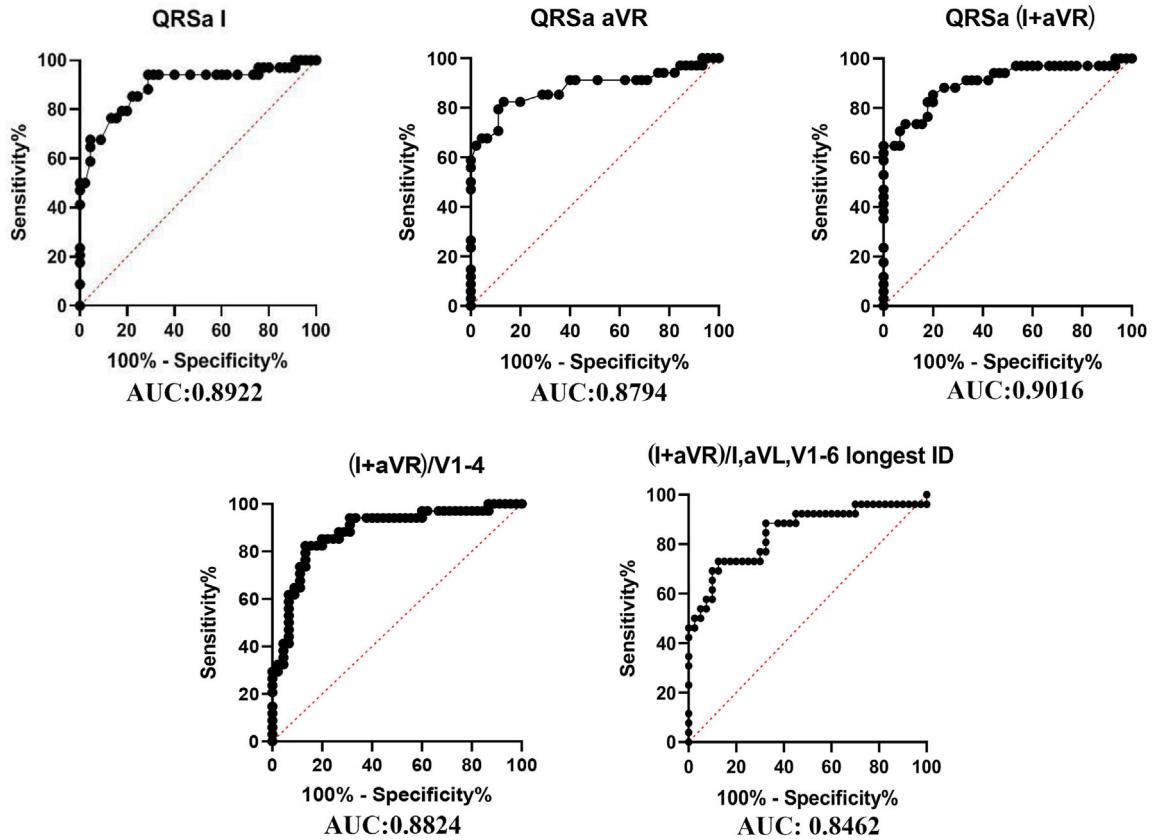 QRSa I
QRSa aVR
QRSa (I+aVR)
100
80
60
40
20
0
Sensitivity%
0 20 40 60 80 100
100% - Specificity%
AUC:0.8922
100
80
60
40
20
0
Sensitivity%
0 20 40 60 80 100
100% - Specificity%
AUC:0.8794
100
80
60
40
20
0
Sensitivity%
0 20 40 60 80 100
100% - Specificity%
AUC:0.9016
(I+aVR)/V1-4
(I+aVR)/I,aVL,V1-6 longest ID
100
80
60
40
20
0
Sensitivity%
0 20 40 60 80 100
100% - Specificity%
AUC:0.8824
100
80
60
40
20
0
Sensitivity%
0 20 40 60 80 100
100% - Specificity%
AUC: 0.8462